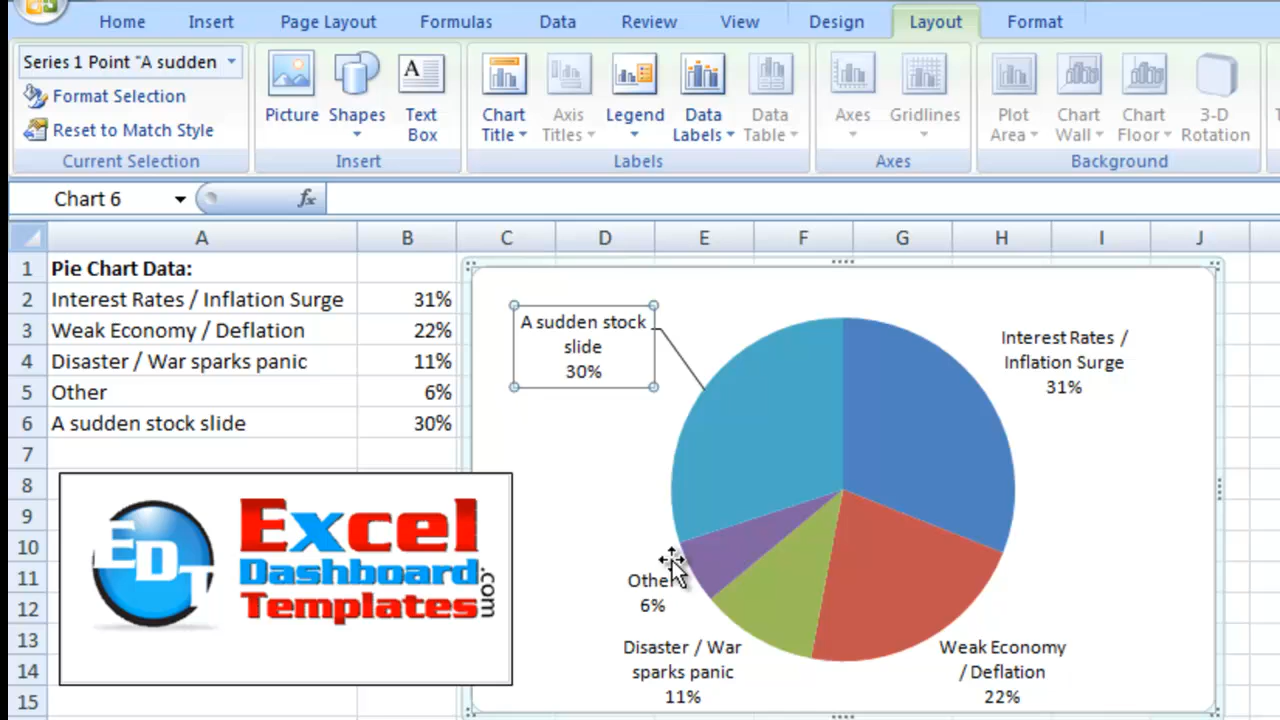 Home Insert Page Layout Formulas Data Review View Design Layout Format
Series 1 Point "A sudden
Format Selection
Reset to Match Style
Current Selection
Picture
Shapes
Text
Box
Insert
Chart
Title
Axis
Titles
Legend
Data
Labels
Data
Table
Labels
Axes
Gridlines
Axes
Plot
Area
Chart
Wall
Chart
Floor
3-D
Rotation
Background
Chart 6
fx
A B C D E F G H I J
1 Pie Chart Data:
2 Interest Rates / Inflation Surge 31%
3 Weak Economy / Deflation 22%
4 Disaster / War sparks panic 11%
5 Other 6%
6 A sudden stock slide 30%
7
8
9
10
11
12
13
14
15
EDT
Excel
Dashboard
Templates
.com
A sudden stock
slide
30%
Interest Rates /
Inflation Surge
31%
Other
6%
Disaster / War
sparks panic
11%
Weak Economy
/ Deflation
22%